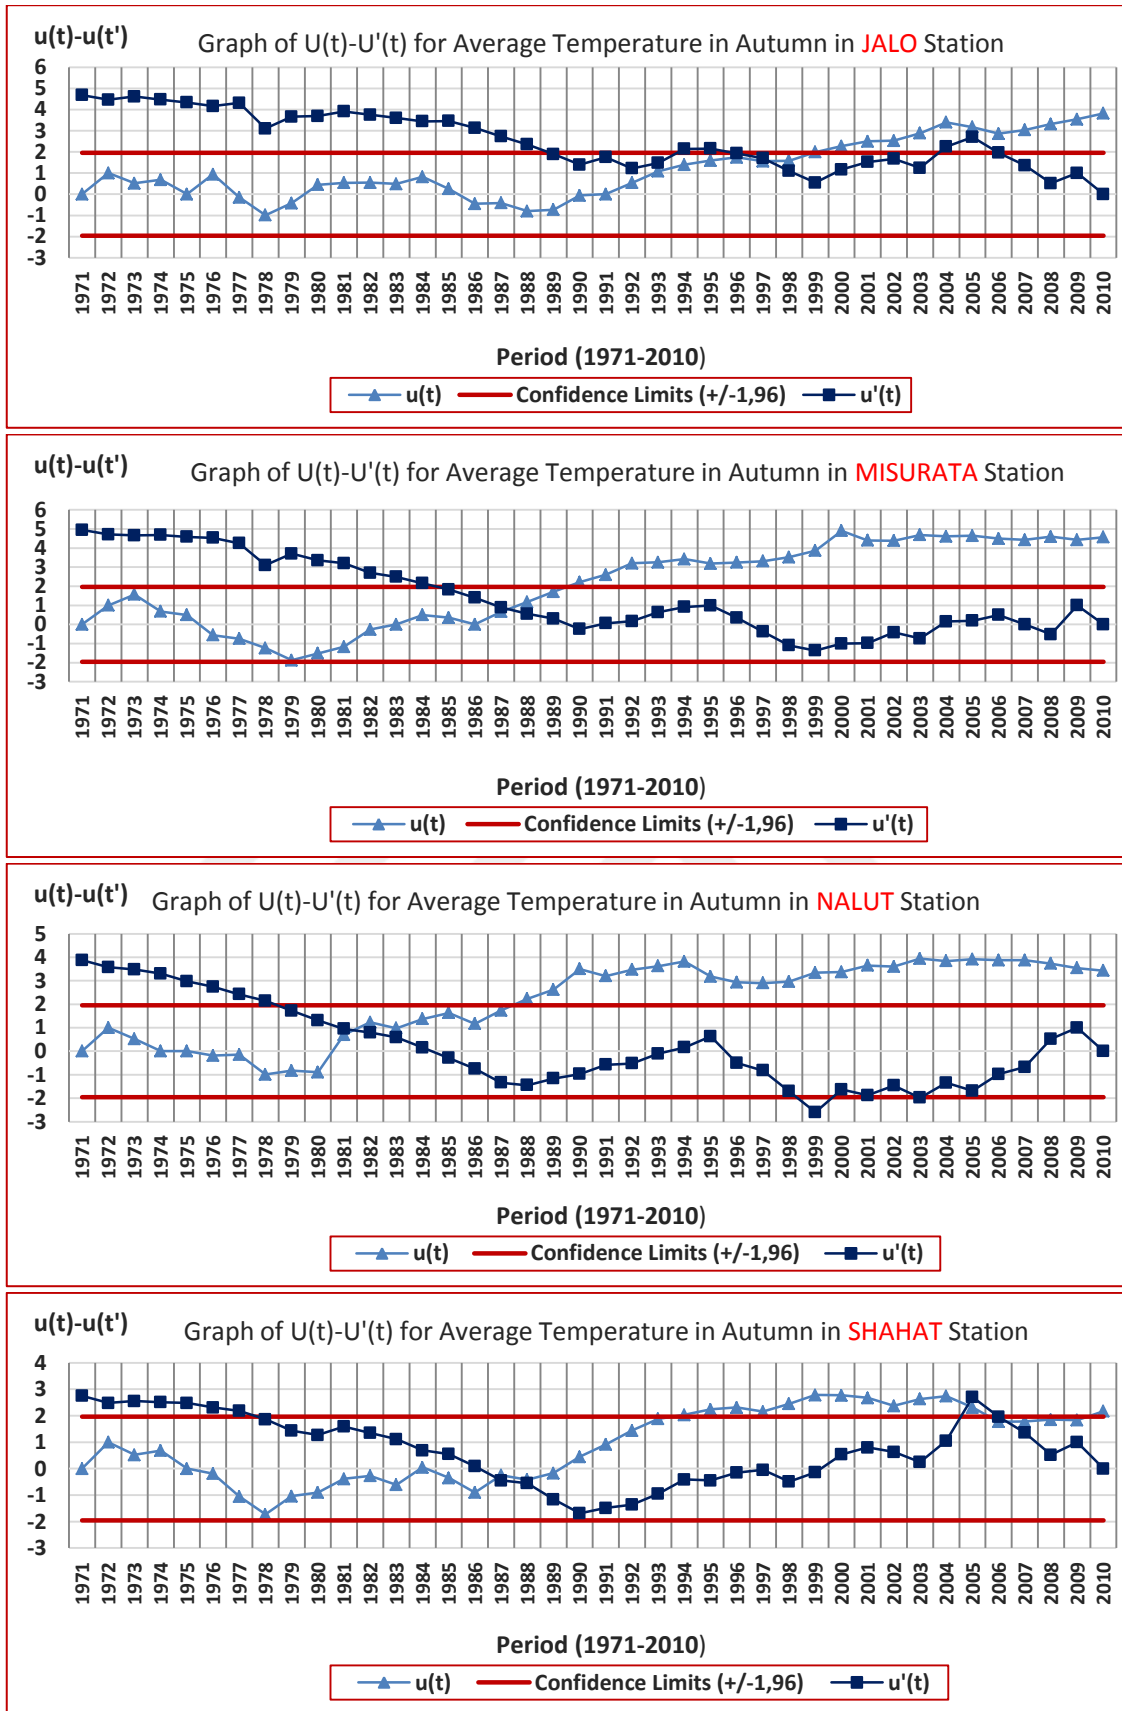 u(t)-u(t') Graph of U(t)-U'(t) for Average Temperature in Autumn in JALO Station
6
5
4
3
2
1
0
-1
-2
-3
1971 1972 1973 1974 1975 1976 1977 1978 1979 1980 1981 1982 1983 1984 1985 1986 1987 1988 1989 1990 1991 1992 1993 1994 1995 1996 1997 1998 1999 2000 2001 2002 2003 2004 2005 2006 2007 2008 2009 2010
Period (1971-2010)
u(t) Confidence Limits (+/-1,96) u'(t)
u(t)-u(t') Graph of U(t)-U'(t) for Average Temperature in Autumn in MISURATA Station
6
5
4
3
2
1
0
-1
-2
-3
1971 1972 1973 1974 1975 1976 1977 1978 1979 1980 1981 1982 1983 1984 1985 1986 1987 1988 1989 1990 1991 1992 1993 1994 1995 1996 1997 1998 1999 2000 2001 2002 2003 2004 2005 2006 2007 2008 2009 2010
Period (1971-2010)
u(t) Confidence Limits (+/-1,96) u'(t)
u(t)-u(t') Graph of U(t)-U'(t) for Average Temperature in Autumn in NALUT Station
5
4
3
2
1
0
-1
-2
-3
1971 1972 1973 1974 1975 1976 1977 1978 1979 1980 1981 1982 1983 1984 1985 1986 1987 1988 1989 1990 1991 1992 1993 1994 1995 1996 1997 1998 1999 2000 2001 2002 2003 2004 2005 2006 2007 2008 2009 2010
Period (1971-2010)
u(t) Confidence Limits (+/-1,96) u'(t)
u(t)-u(t') Graph of U(t)-U'(t) for Average Temperature in Autumn in SHAHAT Station
4
3
2
1
0
-1
-2
-3
1971 1972 1973 1974 1975 1976 1977 1978 1979 1980 1981 1982 1983 1984 1985 1986 1987 1988 1989 1990 1991 1992 1993 1994 1995 1996 1997 1998 1999 2000 2001 2002 2003 2004 2005 2006 2007 2008 2009 2010
Period (1971-2010)
u(t) Confidence Limits (+/-1,96) u'(t)